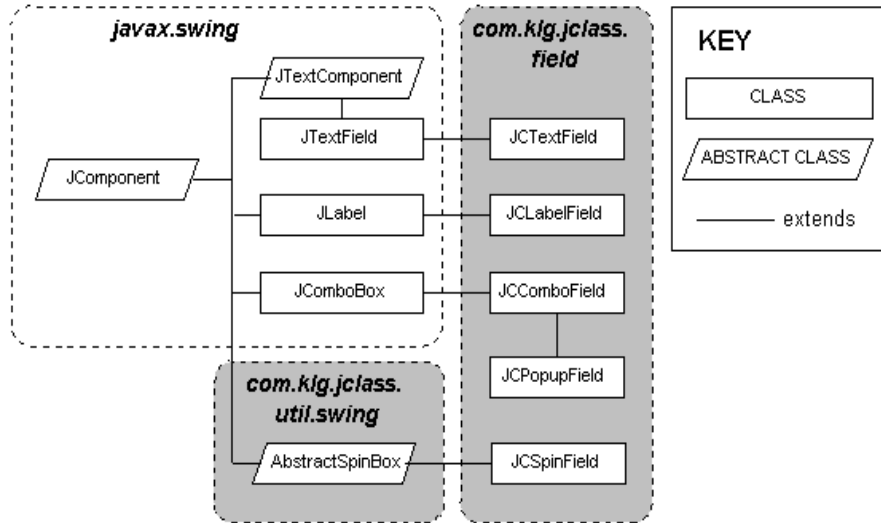 javax.swing
JTextComponent
JTextField
JComponent
JLabel
JComboBox
com.klg.jclass.
util.swing
AbstractSpinBox
com.klg.jclass.
field
JCTextField
JCLabelField
JCComboField
JCPopupField
JCSpinField
KEY
CLASS
ABSTRACT CLASS
extends